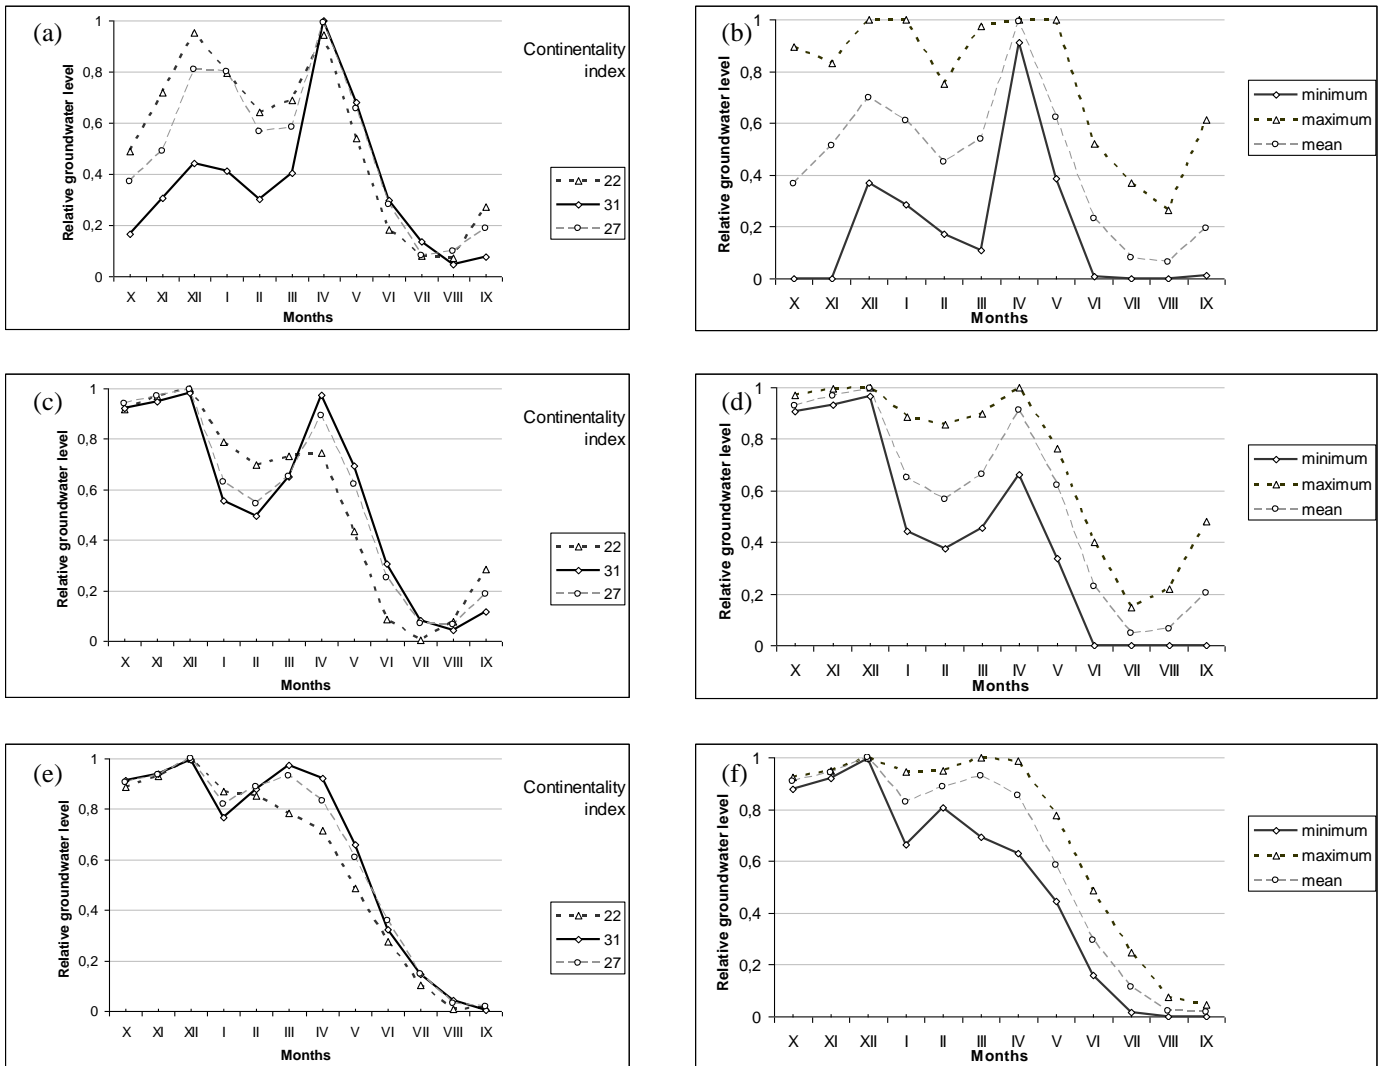 (a)
Relative groundwater level
1
0,8
0,6
0,4
0,2
0
X XI XII I II III IV V VI VII VIII IX
Months
Continentality
index
22
31
27
(b)
Relative groundwater level
1
0,8
0,6
0,4
0,2
0
X XI XII I II III IV V VI VII VIII IX
Months
minimum
maximum
mean
(c)
Relative groundwater level
1
0,8
0,6
0,4
0,2
0
X XI XII I II III IV V VI VII VIII IX
Months
Continentality
index
22
31
27
(d)
Relative groundwater level
1
0,8
0,6
0,4
0,2
0
X XI XII I II III IV V VI VII VIII IX
Months
minimum
maximum
mean
(e)
Relative groundwater level
1
0,8
0,6
0,4
0,2
0
X XI XII I II III IV V VI VII VIII IX
Months
Continentality
index
22
31
27
(f)
Relative groundwater level
1
0,8
0,6
0,4
0,2
0
X XI XII I II III IV V VI VII VIII IX
Months
minimum
maximum
mean